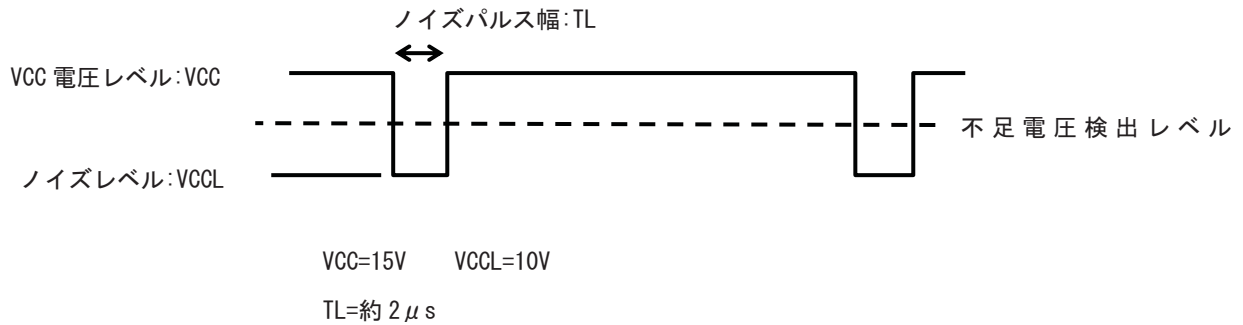 ノイズパルス幅:TL
VCC 電圧レベル:VCC
不足電圧検出レベル
ノイズレベル:VCCL
VCC=15V VCCL=10V
TL=約 2μs